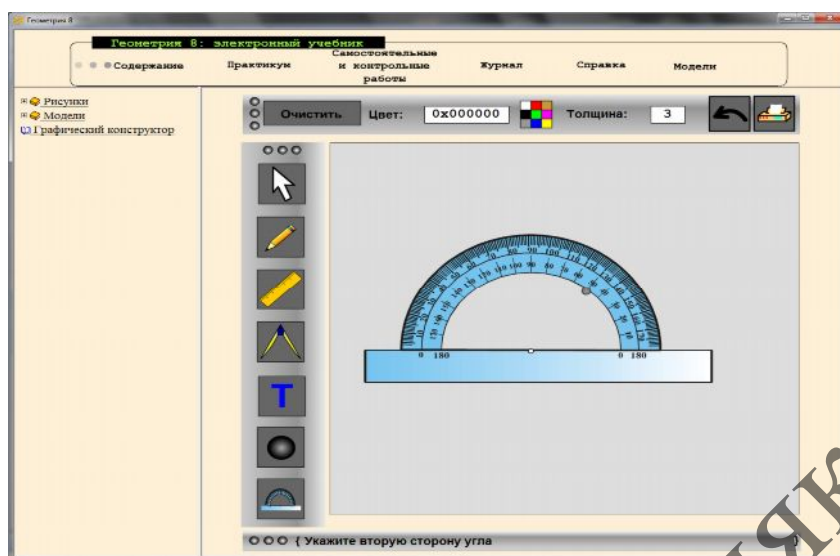 Геометрия 8
Геометрия 8: электронный учебник
Содержание
Практикум
Самостоятельные
и контрольные
работы
Журнал
Справка
Модели
Рисунки
Модели
Графический конструктор
Очистить Цвет: 0x000000 Толщина: 3
T
0 180 0 180
{ Укажите вторую сторону угла }